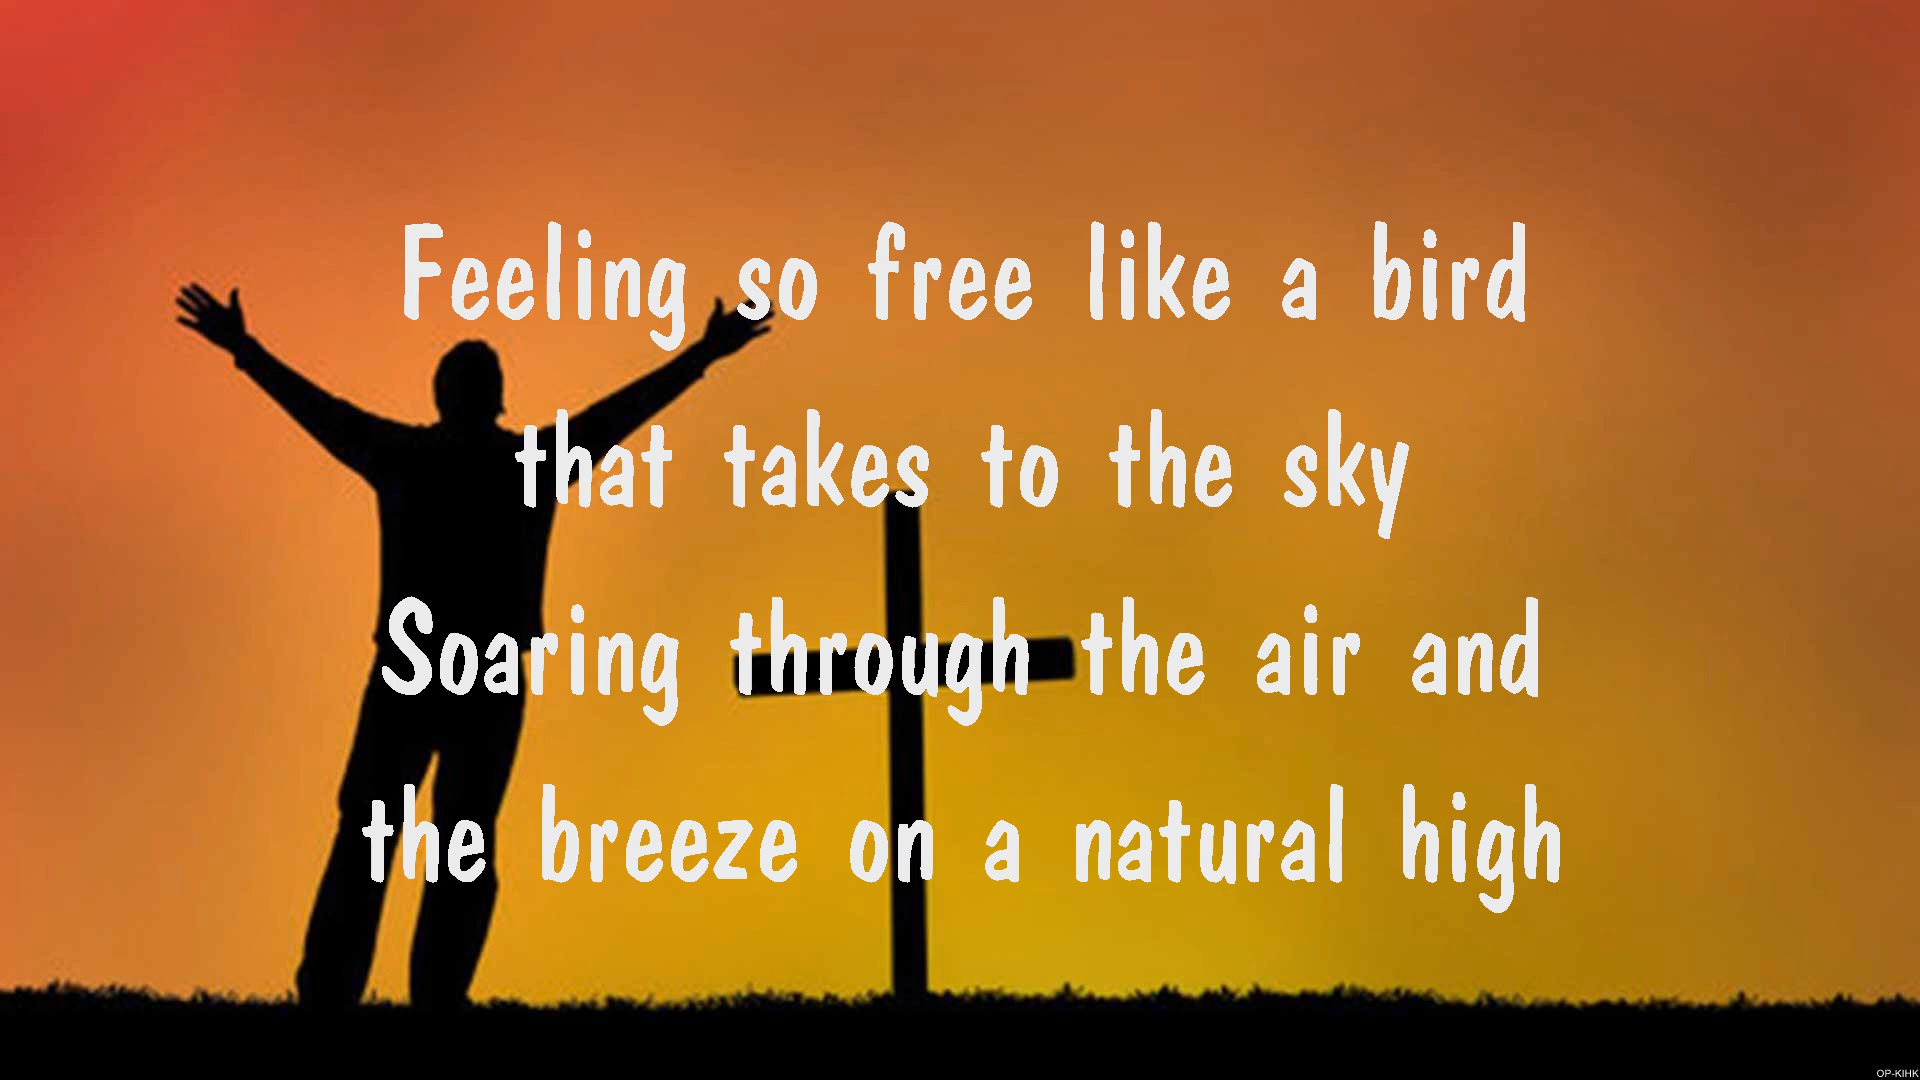 Feeling so free like a bird
that takes to the sky
Soaring through the air and
the breeze on a natural high
OP-KIHK